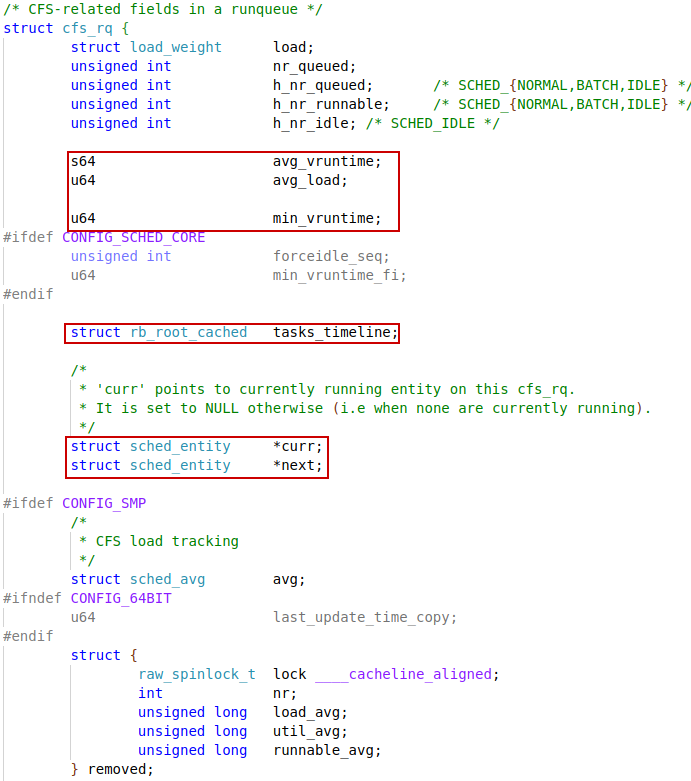 /* CFS-related fields in a runqueue */
struct cfs_rq {
struct load_weight load;
unsigned int nr_queued;
unsigned int h_nr_queued; /* SCHED_{NORMAL,BATCH,IDLE} */
unsigned int h_nr_runnable; /* SCHED_{NORMAL,BATCH,IDLE} */
unsigned int h_nr_idle; /* SCHED_IDLE */
s64 avg_vruntime;
u64 avg_load;
u64 min_vruntime;
#ifdef CONFIG_SCHED_CORE
unsigned int forceidle_seq;
u64 min_vruntime_fi;
#endif
struct rb_root_cached tasks_timeline;
/*
* 'curr' points to currently running entity on this cfs_rq.
* It is set to NULL otherwise (i.e when none are currently running).
*/
struct sched_entity *curr;
struct sched_entity *next;
#ifdef CONFIG_SMP
/*
* CFS load tracking
*/
struct sched_avg avg;
#ifndef CONFIG_64BIT
u64 last_update_time_copy;
#endif
struct {
raw_spinlock_t lock ____cacheline_aligned;
int nr;
unsigned long load_avg;
unsigned long util_avg;
unsigned long runnable_avg;
} removed;